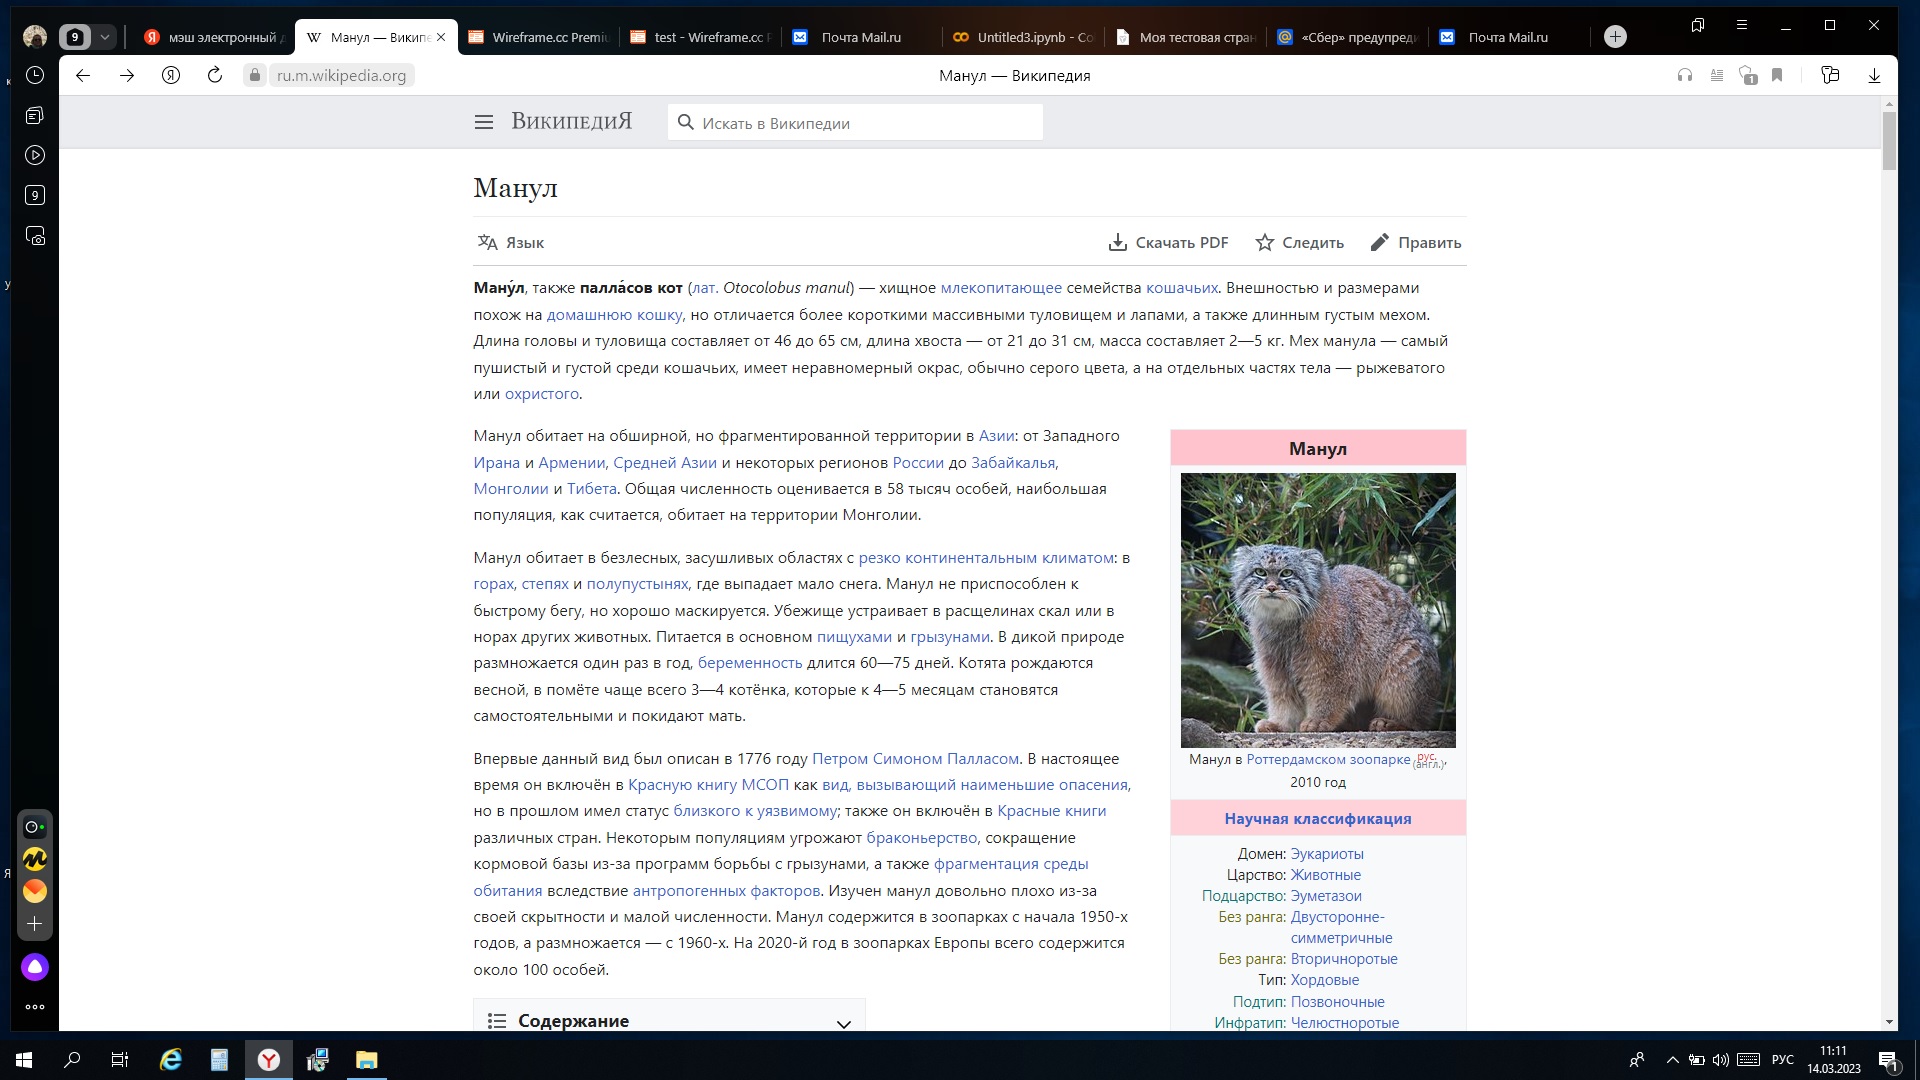 9
мэш электронный д
Манул — Википе
Wireframe.cc Premiu
test - Wireframe.cc P
Почта Mail.ru
Untitled3.ipynb - Co
Моя тестовая стран
«Сбер» предупреди
Почта Mail.ru
ru.m.wikipedia.org
Манул — Википедия
1
9
ВИКИПЕДИЯ
Искать в Википедии
Манул
Язык
Скачать PDF
Следить
Править
Ману́л, также палла́сов кот (лат. Otocolobus manul) — хищное млекопитающее семейства кошачьих. Внешностью и размерами
похож на домашнюю кошку, но отличается более короткими массивными туловищем и лапами, а также длинным густым мехом.
Длина головы и туловища составляет от 46 до 65 см, длина хвоста — от 21 до 31 см, масса составляет 2—5 кг. Мех манула — самый
пушистый и густой среди кошачьих, имеет неравномерный окрас, обычно серого цвета, а на отдельных частях тела — рыжеватого
или охристого.
Манул обитает на обширной, но фрагментированной территории в Азии: от Западного
Ирана и Армении, Средней Азии и некоторых регионов России до Забайкалья,
Монголии и Тибета. Общая численность оценивается в 58 тысяч особей, наибольшая
популяция, как считается, обитает на территории Монголии.
Манул обитает в безлесных, засушливых областях с резко континентальным климатом: в
горах, степях и полупустынях, где выпадает мало снега. Манул не приспособлен к
быстрому бегу, но хорошо маскируется. Убежище устраивает в расщелинах скал или в
норах других животных. Питается в основном пищухами и грызунами. В дикой природе
размножается один раз в год, беременность длится 60—75 дней. Котята рождаются
весной, в помёте чаще всего 3—4 котёнка, которые к 4—5 месяцам становятся
самостоятельными и покидают мать.
Впервые данный вид был описан в 1776 году Петром Симоном Палласом. В настоящее
время он включён в Красную книгу МСОП как вид, вызывающий наименьшие опасения,
но в прошлом имел статус близкого к уязвимому; также он включён в Красные книги
различных стран. Некоторым популяциям угрожают браконьерство, сокращение
кормовой базы из-за программ борьбы с грызунами, а также фрагментация среды
обитания вследствие антропогенных факторов. Изучен манул довольно плохо из-за
своей скрытности и малой численности. Манул содержится в зоопарках с начала 1950-х
годов, а размножается — с 1960-х. На 2020-й год в зоопарках Европы всего содержится
около 100 особей.
Содержание
Манул
Манул в Роттердамском зоопарке рус. (англ.),
2010 год
Научная классификация
Домен: Эукариоты
Царство: Животные
Подцарство: Эуметазои
Без ранга: Двусторонне-
симметричные
Без ранга: Вторичноротые
Тип: Хордовые
Подтип: Позвоночные
Инфратип: Челюстноротые
РУС
11:11
14.03.2023
1